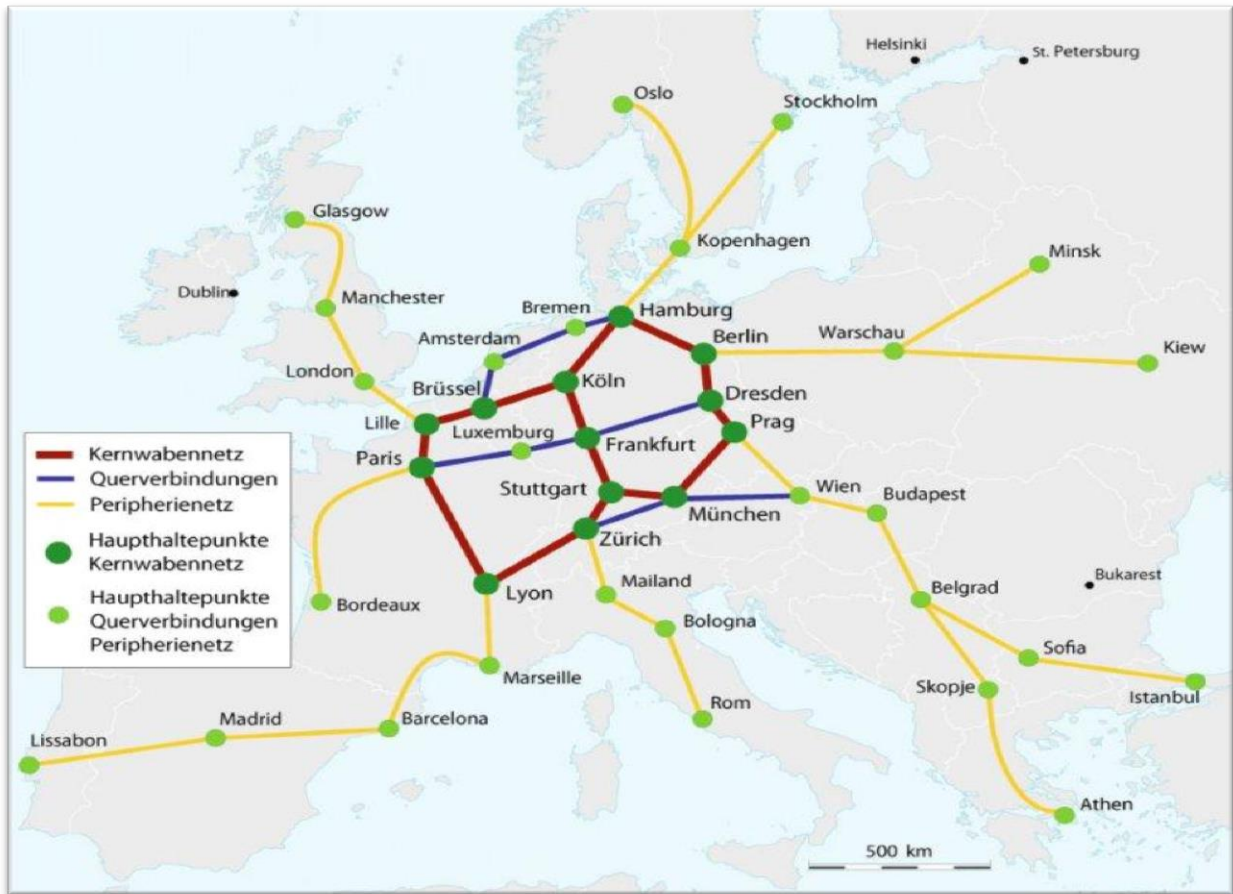 Helsinki
St. Petersburg
Oslo
Stockholm
Glasgow
Kopenhagen
Minsk
Dublin
Manchester
Bremen
Hamburg
Amsterdam
Berlin
Warschau
Kiew
London
Brüssel
Köln
Dresden
Lille
Luxemburg
Prag
Frankfurt
Paris
Kernwabennetz
Querverbindungen
Peripherienetz
Haupthaltepunkte
Kernwabennetz
Haupthaltepunkte
Querverbindungen
Peripherienetz
Stuttgart
München
Wien
Budapest
Zürich
Lyon
Mailand
Bukarest
Belgrad
Bordeaux
Bologna
Sofia
Marseille
Skopje
Istanbul
Rom
Madrid
Barcelona
Lissabon
Athen
500 km